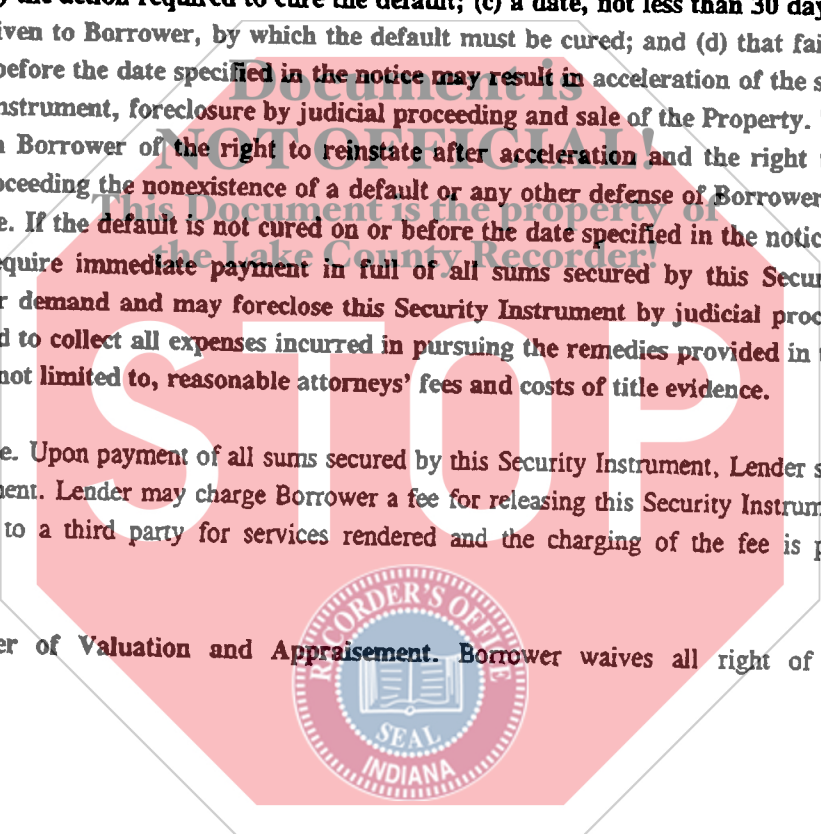 the action required to cure the default; (c) a date, not less than 30 day
iven to Borrower, by which the default must be cured; and (d) that fai
before the date specified in the notice may result in acceleration of the s
Document is
nstrument, foreclosure by judicial proceeding and sale of the Property.
NOT OFFICIAL!
Borrower of the right to reinstate after acceleration and the right
oceeding the nonexistence of a default or any other defense of Borrower
This Document is the property of
e. If the default is not cured on or before the date specified in the notic
the Lake County Recorder!
equire immediate payment in full of all sums secured by this Secur
r demand and may foreclose this Security Instrument by judicial proc
d to collect all expenses incurred in pursuing the remedies provided in
not limited to, reasonable attorneys' fees and costs of title evidence.
STOP
e. Upon payment of all sums secured by this Security Instrument, Lender s
ment. Lender may charge Borrower a fee for releasing this Security Instrum
to a third party for services rendered and the charging of the fee is p
RECORDER'S OFFICE
er of Valuation and Appraisement. Borrower waives all right of
SEAL
INDIANA